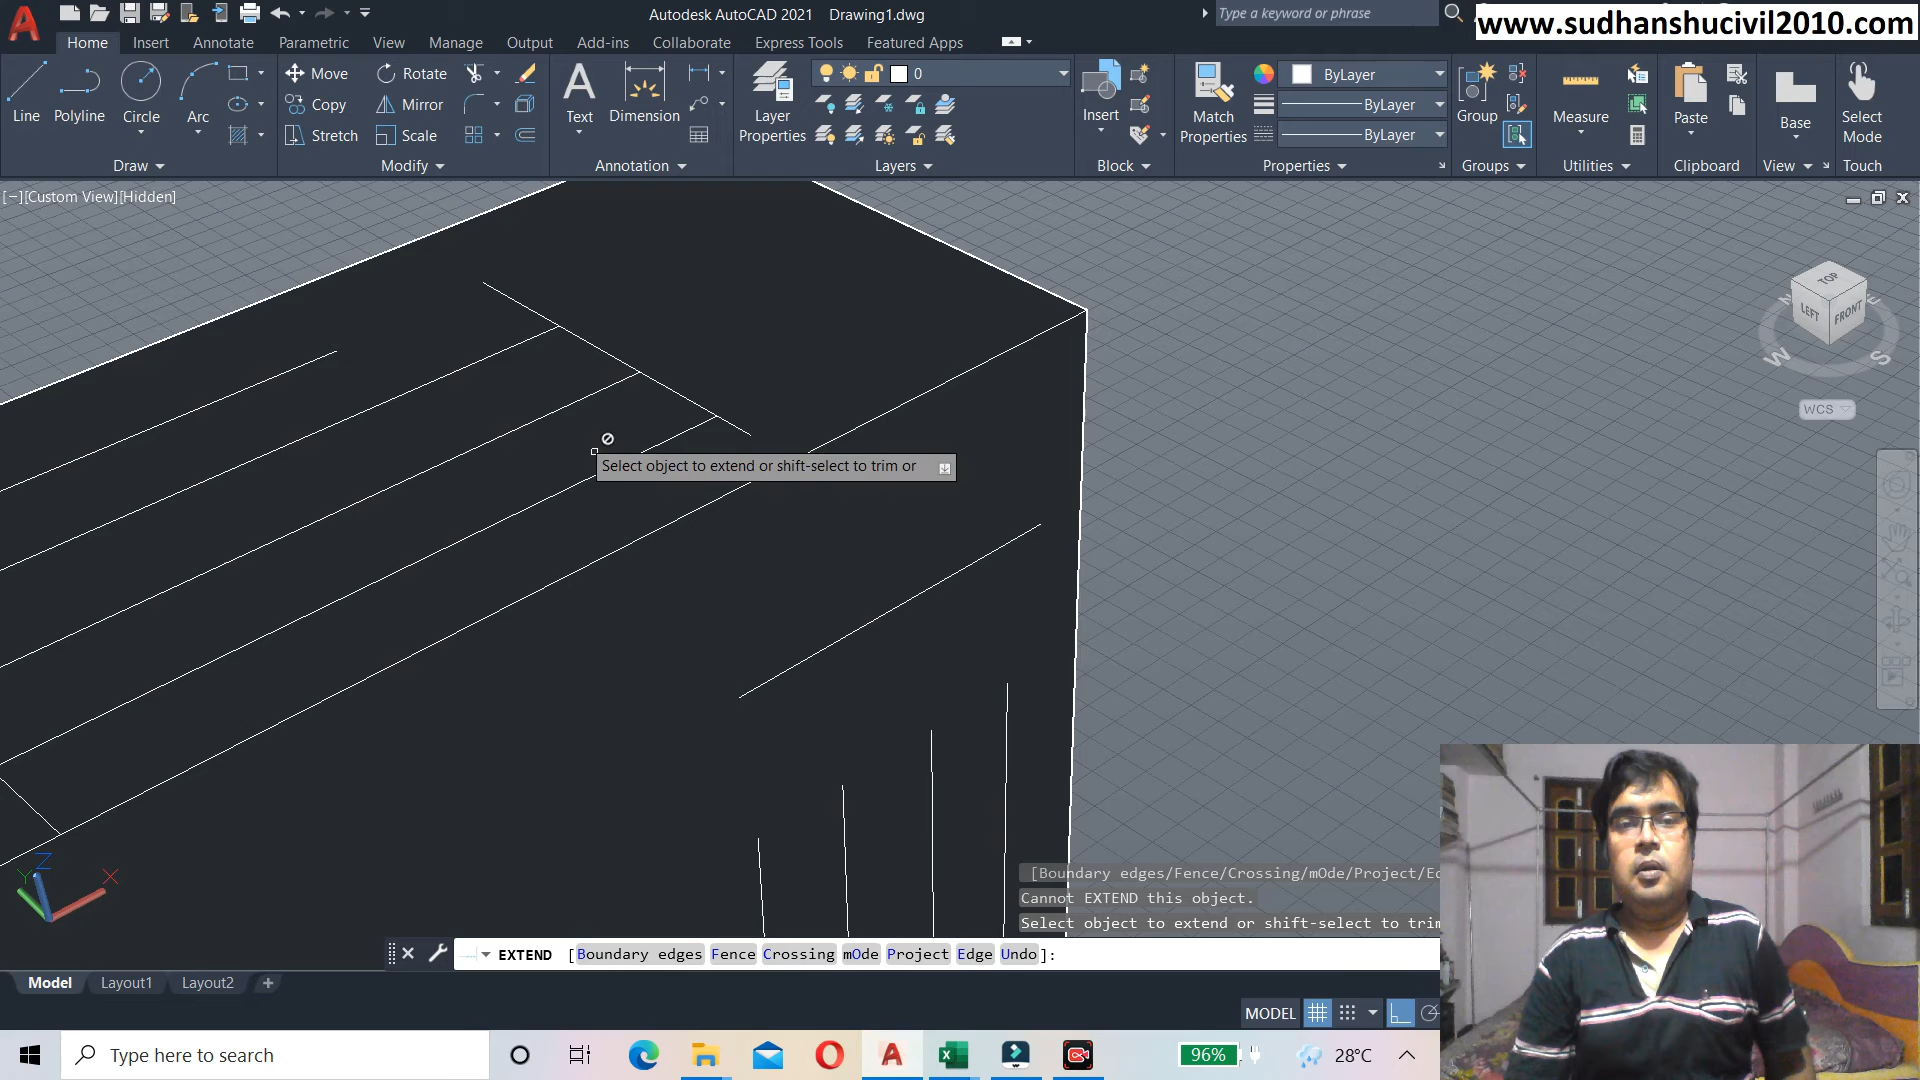 Autodesk AutoCAD 2021 Drawing1.dwg
Type a keyword or phrase
www.sudhanshucivil2010.com
Home Insert Annotate Parametric View Manage Output Add-ins Collaborate Express Tools Featured Apps
Line Polyline Circle Arc
Move Rotate
Copy Mirror
Stretch Scale
Text Dimension
Layer Properties
0
Insert
Match Properties
ByLayer
ByLayer
ByLayer
Group
Measure
Paste
Base
Select Mode
Draw Modify Annotation Layers Block Properties Groups Utilities Clipboard View Touch
[−][Custom View][Hidden]
TOP
LEFT FRONT
W S
WCS
Select object to extend or shift-select to trim or
Z
Y X
[Boundary edges/Fence/Crossing/mOde/Project/Ed
Cannot EXTEND this object.
Select object to extend or shift-select to trim
EXTEND [Boundary edges Fence Crossing mOde Project Edge Undo]:
Model Layout1 Layout2 +
MODEL
Type here to search
96%
28°C